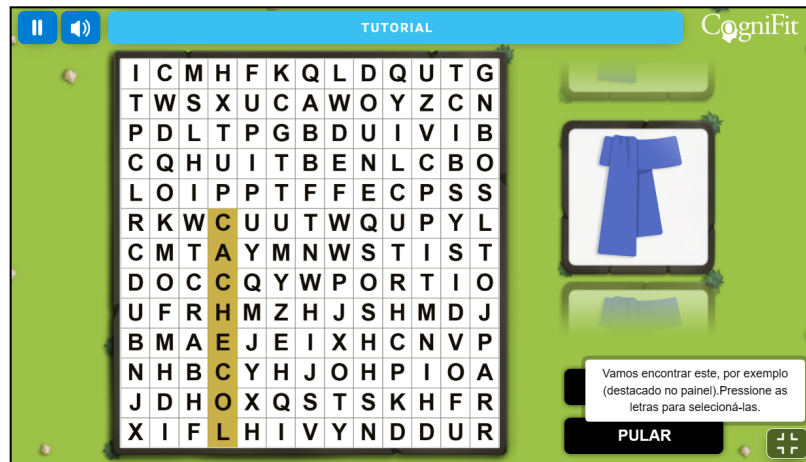 TUTORIAL
CogniFit
I C M H F K Q L D Q U T G
T W S X U C A W O Y Z C N
P D L T P G B D U I V I B
C Q H U I T B E N L C B O
L O I P P T F F E C P S S
R K W C U U T W Q U P Y L
C M T A Y M N W S T I S T
D O C C Q Y W P O R T I O
U F R H M Z H J S H M D J
B M A E J E I X H C N V P
N H B C Y H J O H P I O A
J D H O X Q S T S K H F R
X I F L H I V Y N D D U R
Vamos encontrar este, por exemplo
(destacado no painel).Pressione as
letras para selecioná-las.
PULAR